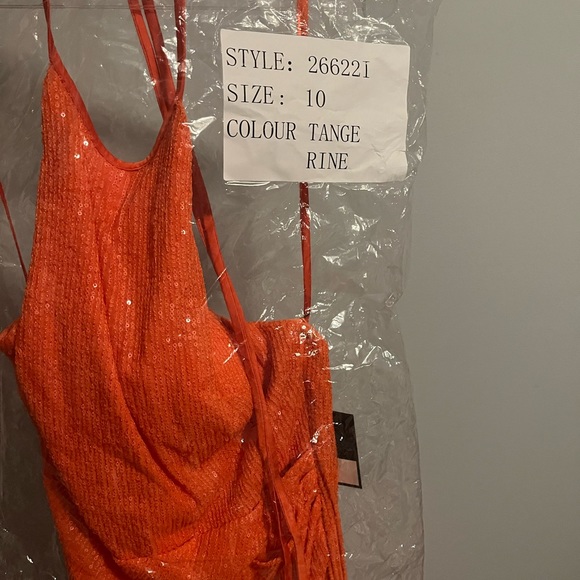 STYLE: 266221
SIZE: 10
COLOUR TANGE
RINE